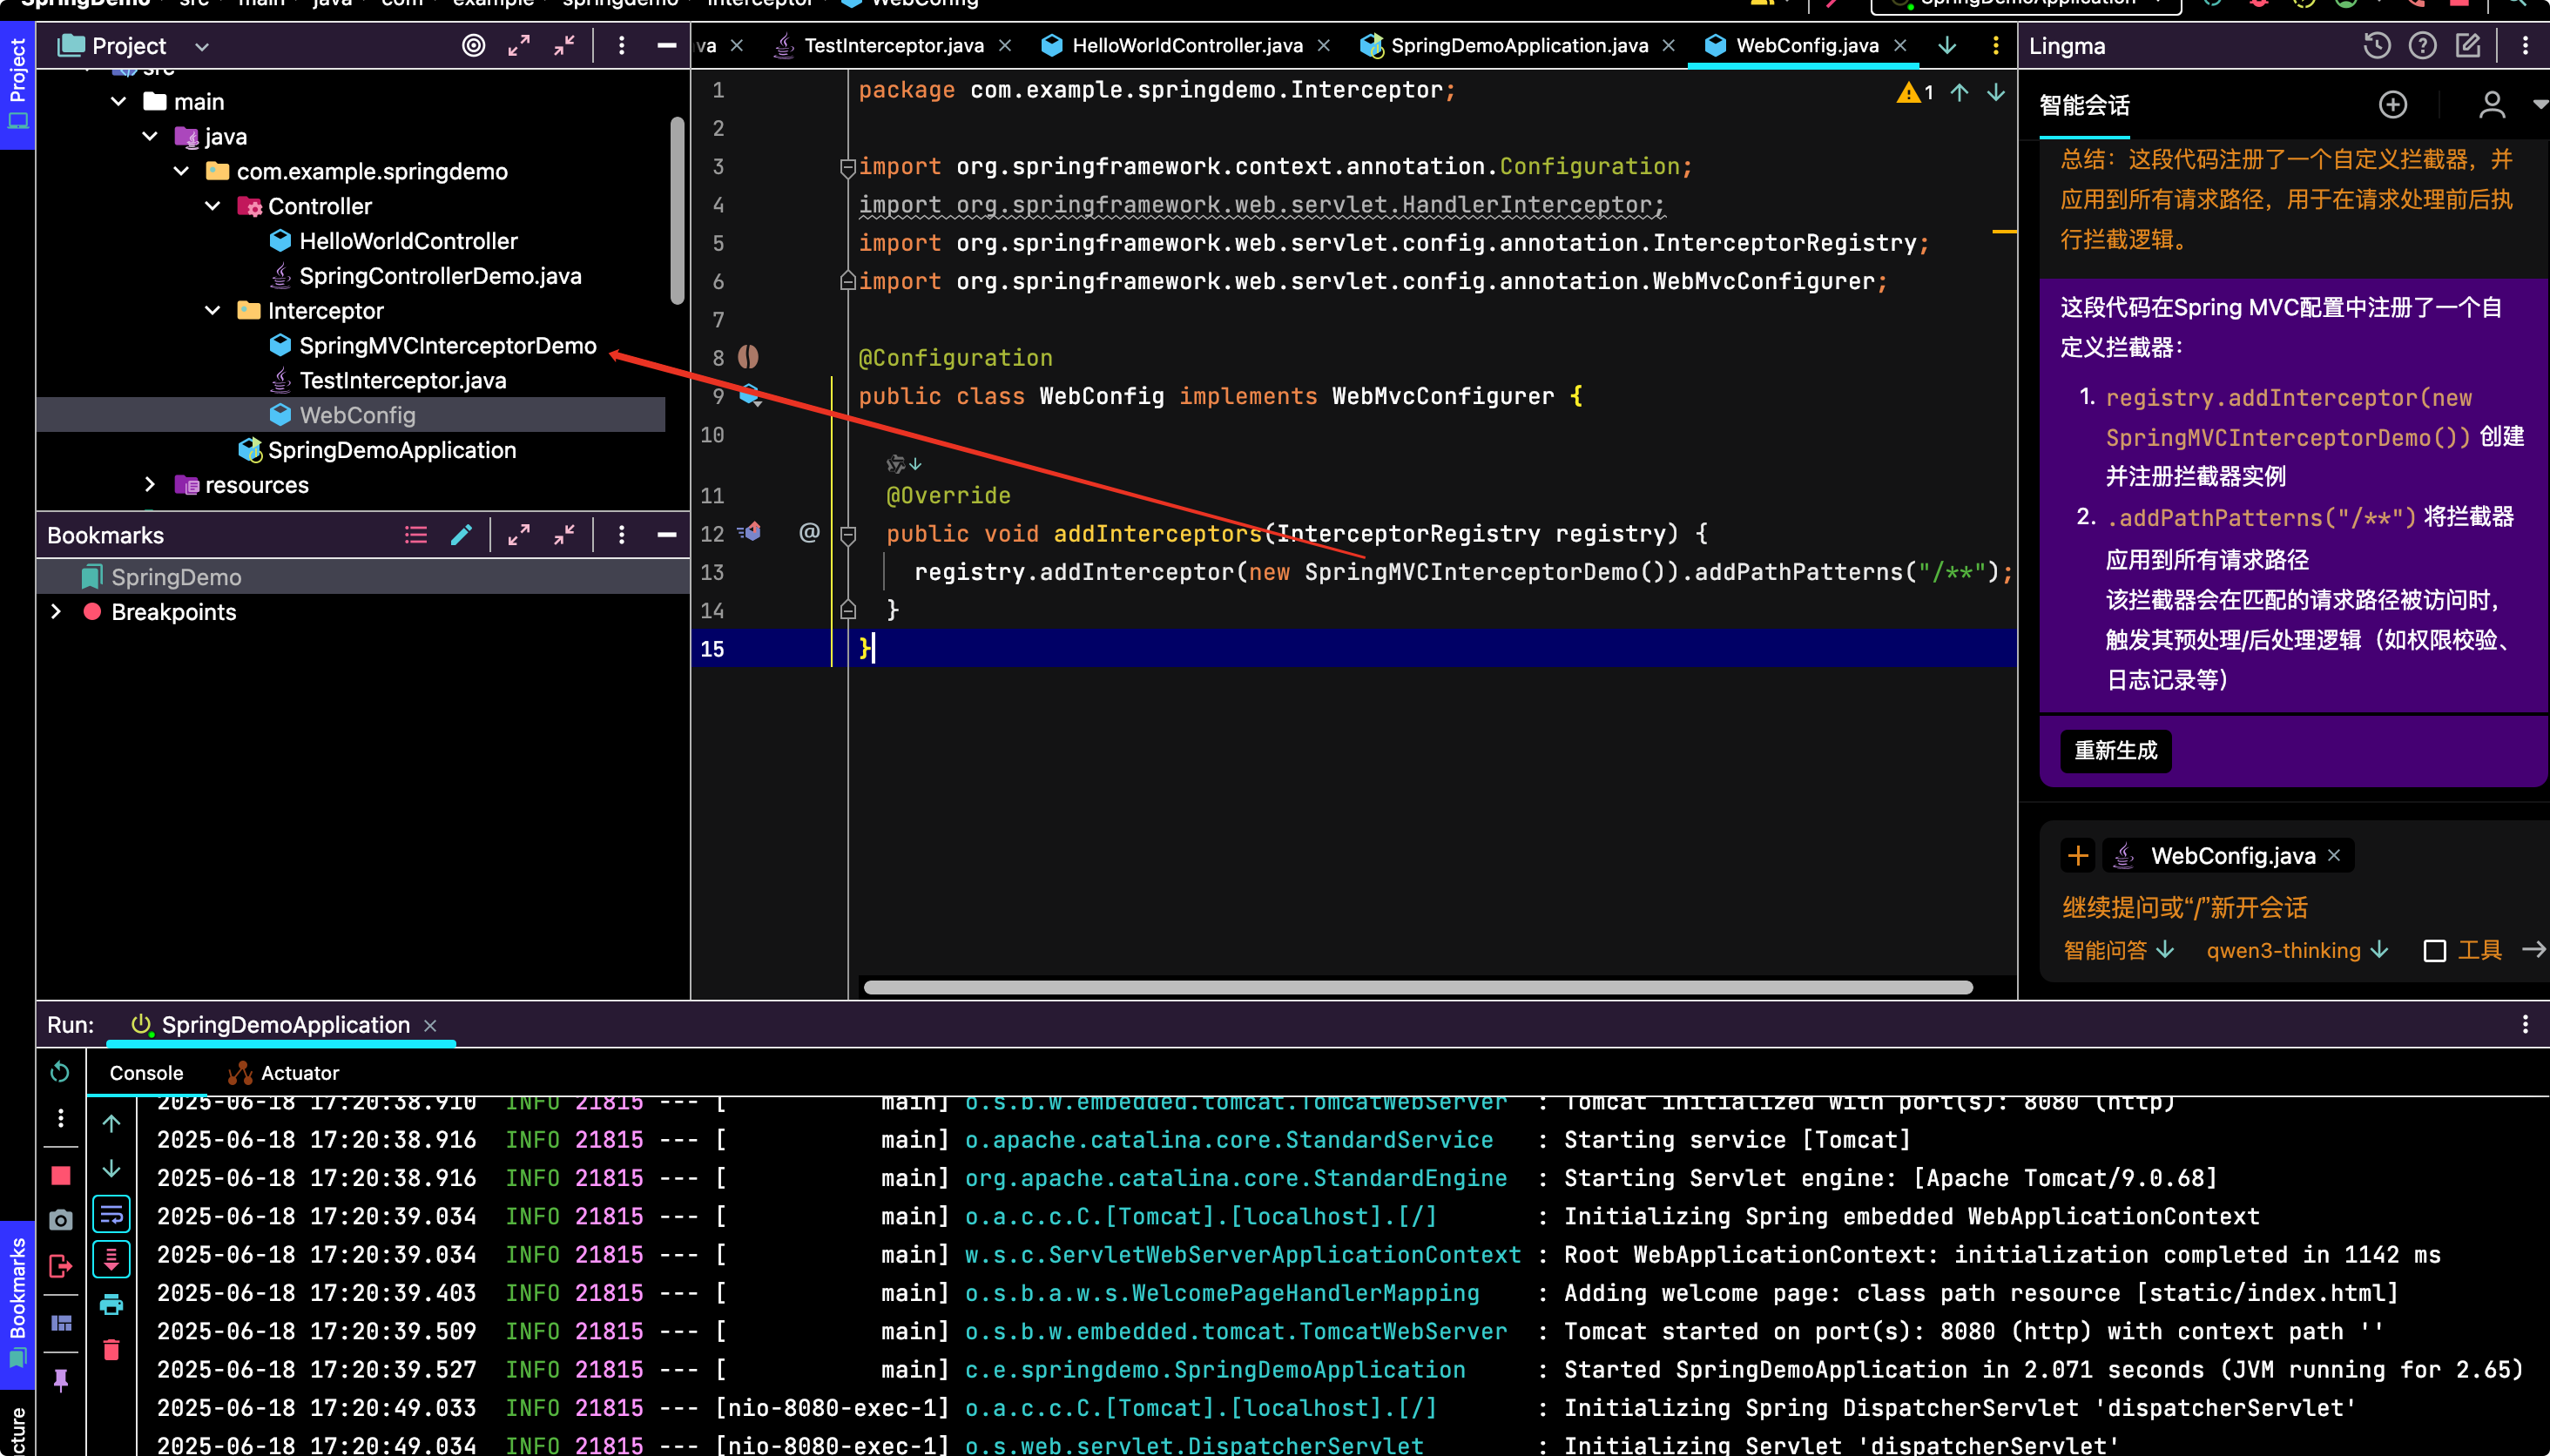 SpringDemo src main java com example springdemo Interceptor WebConfig
SpringDemoApplication
Project
Project
src
main
java
com.example.springdemo
Controller
HelloWorldController
SpringControllerDemo.java
Interceptor
SpringMVCInterceptorDemo
TestInterceptor.java
WebConfig
SpringDemoApplication
resources
Bookmarks
SpringDemo
Breakpoints
va
TestInterceptor.java
HelloWorldController.java
SpringDemoApplication.java
WebConfig.java
1
1 package com.example.springdemo.Interceptor;
2
3 import org.springframework.context.annotation.Configuration;
4 import org.springframework.web.servlet.HandlerInterceptor;
5 import org.springframework.web.servlet.config.annotation.InterceptorRegistry;
6 import org.springframework.web.servlet.config.annotation.WebMvcConfigurer;
7
8 @Configuration
9 public class WebConfig implements WebMvcConfigurer {
10
11 @Override
12 @ public void addInterceptors(InterceptorRegistry registry) {
13 registry.addInterceptor(new SpringMVCInterceptorDemo()).addPathPatterns("/**");
14 }
15 }
Lingma
智能会话
总结：这段代码注册了一个自定义拦截器，并
应用到所有请求路径，用于在请求处理前后执
行拦截逻辑。
这段代码在Spring MVC配置中注册了一个自
定义拦截器：
1. registry.addInterceptor(new
SpringMVCInterceptorDemo()) 创建
并注册拦截器实例
2. .addPathPatterns("/**") 将拦截器
应用到所有请求路径
该拦截器会在匹配的请求路径被访问时，
触发其预处理/后处理逻辑（如权限校验、
日志记录等）
重新生成
WebConfig.java
继续提问或“/”新开会话
智能问答 qwen3-thinking 工具
Run: SpringDemoApplication
Console Actuator
2025-06-18 17:20:38.910 INFO 21815 --- [ main] o.s.b.w.embedded.tomcat.TomcatWebServer : Tomcat initialized with port(s): 8080 (http)
2025-06-18 17:20:38.916 INFO 21815 --- [ main] o.apache.catalina.core.StandardService : Starting service [Tomcat]
2025-06-18 17:20:38.916 INFO 21815 --- [ main] org.apache.catalina.core.StandardEngine : Starting Servlet engine: [Apache Tomcat/9.0.68]
2025-06-18 17:20:39.034 INFO 21815 --- [ main] o.a.c.c.C.[Tomcat].[localhost].[/] : Initializing Spring embedded WebApplicationContext
2025-06-18 17:20:39.034 INFO 21815 --- [ main] w.s.c.ServletWebServerApplicationContext : Root WebApplicationContext: initialization completed in 1142 ms
2025-06-18 17:20:39.403 INFO 21815 --- [ main] o.s.b.a.w.s.WelcomePageHandlerMapping : Adding welcome page: class path resource [static/index.html]
2025-06-18 17:20:39.509 INFO 21815 --- [ main] o.s.b.w.embedded.tomcat.TomcatWebServer : Tomcat started on port(s): 8080 (http) with context path ''
2025-06-18 17:20:39.527 INFO 21815 --- [ main] c.e.springdemo.SpringDemoApplication : Started SpringDemoApplication in 2.071 seconds (JVM running for 2.65)
2025-06-18 17:20:49.033 INFO 21815 --- [nio-8080-exec-1] o.a.c.c.C.[Tomcat].[localhost].[/] : Initializing Spring DispatcherServlet 'dispatcherServlet'
2025-06-18 17:20:49.034 INFO 21815 --- [nio-8080-exec-1] o.s.web.servlet.DispatcherServlet : Initializing Servlet 'dispatcherServlet'
Bookmarks
cture